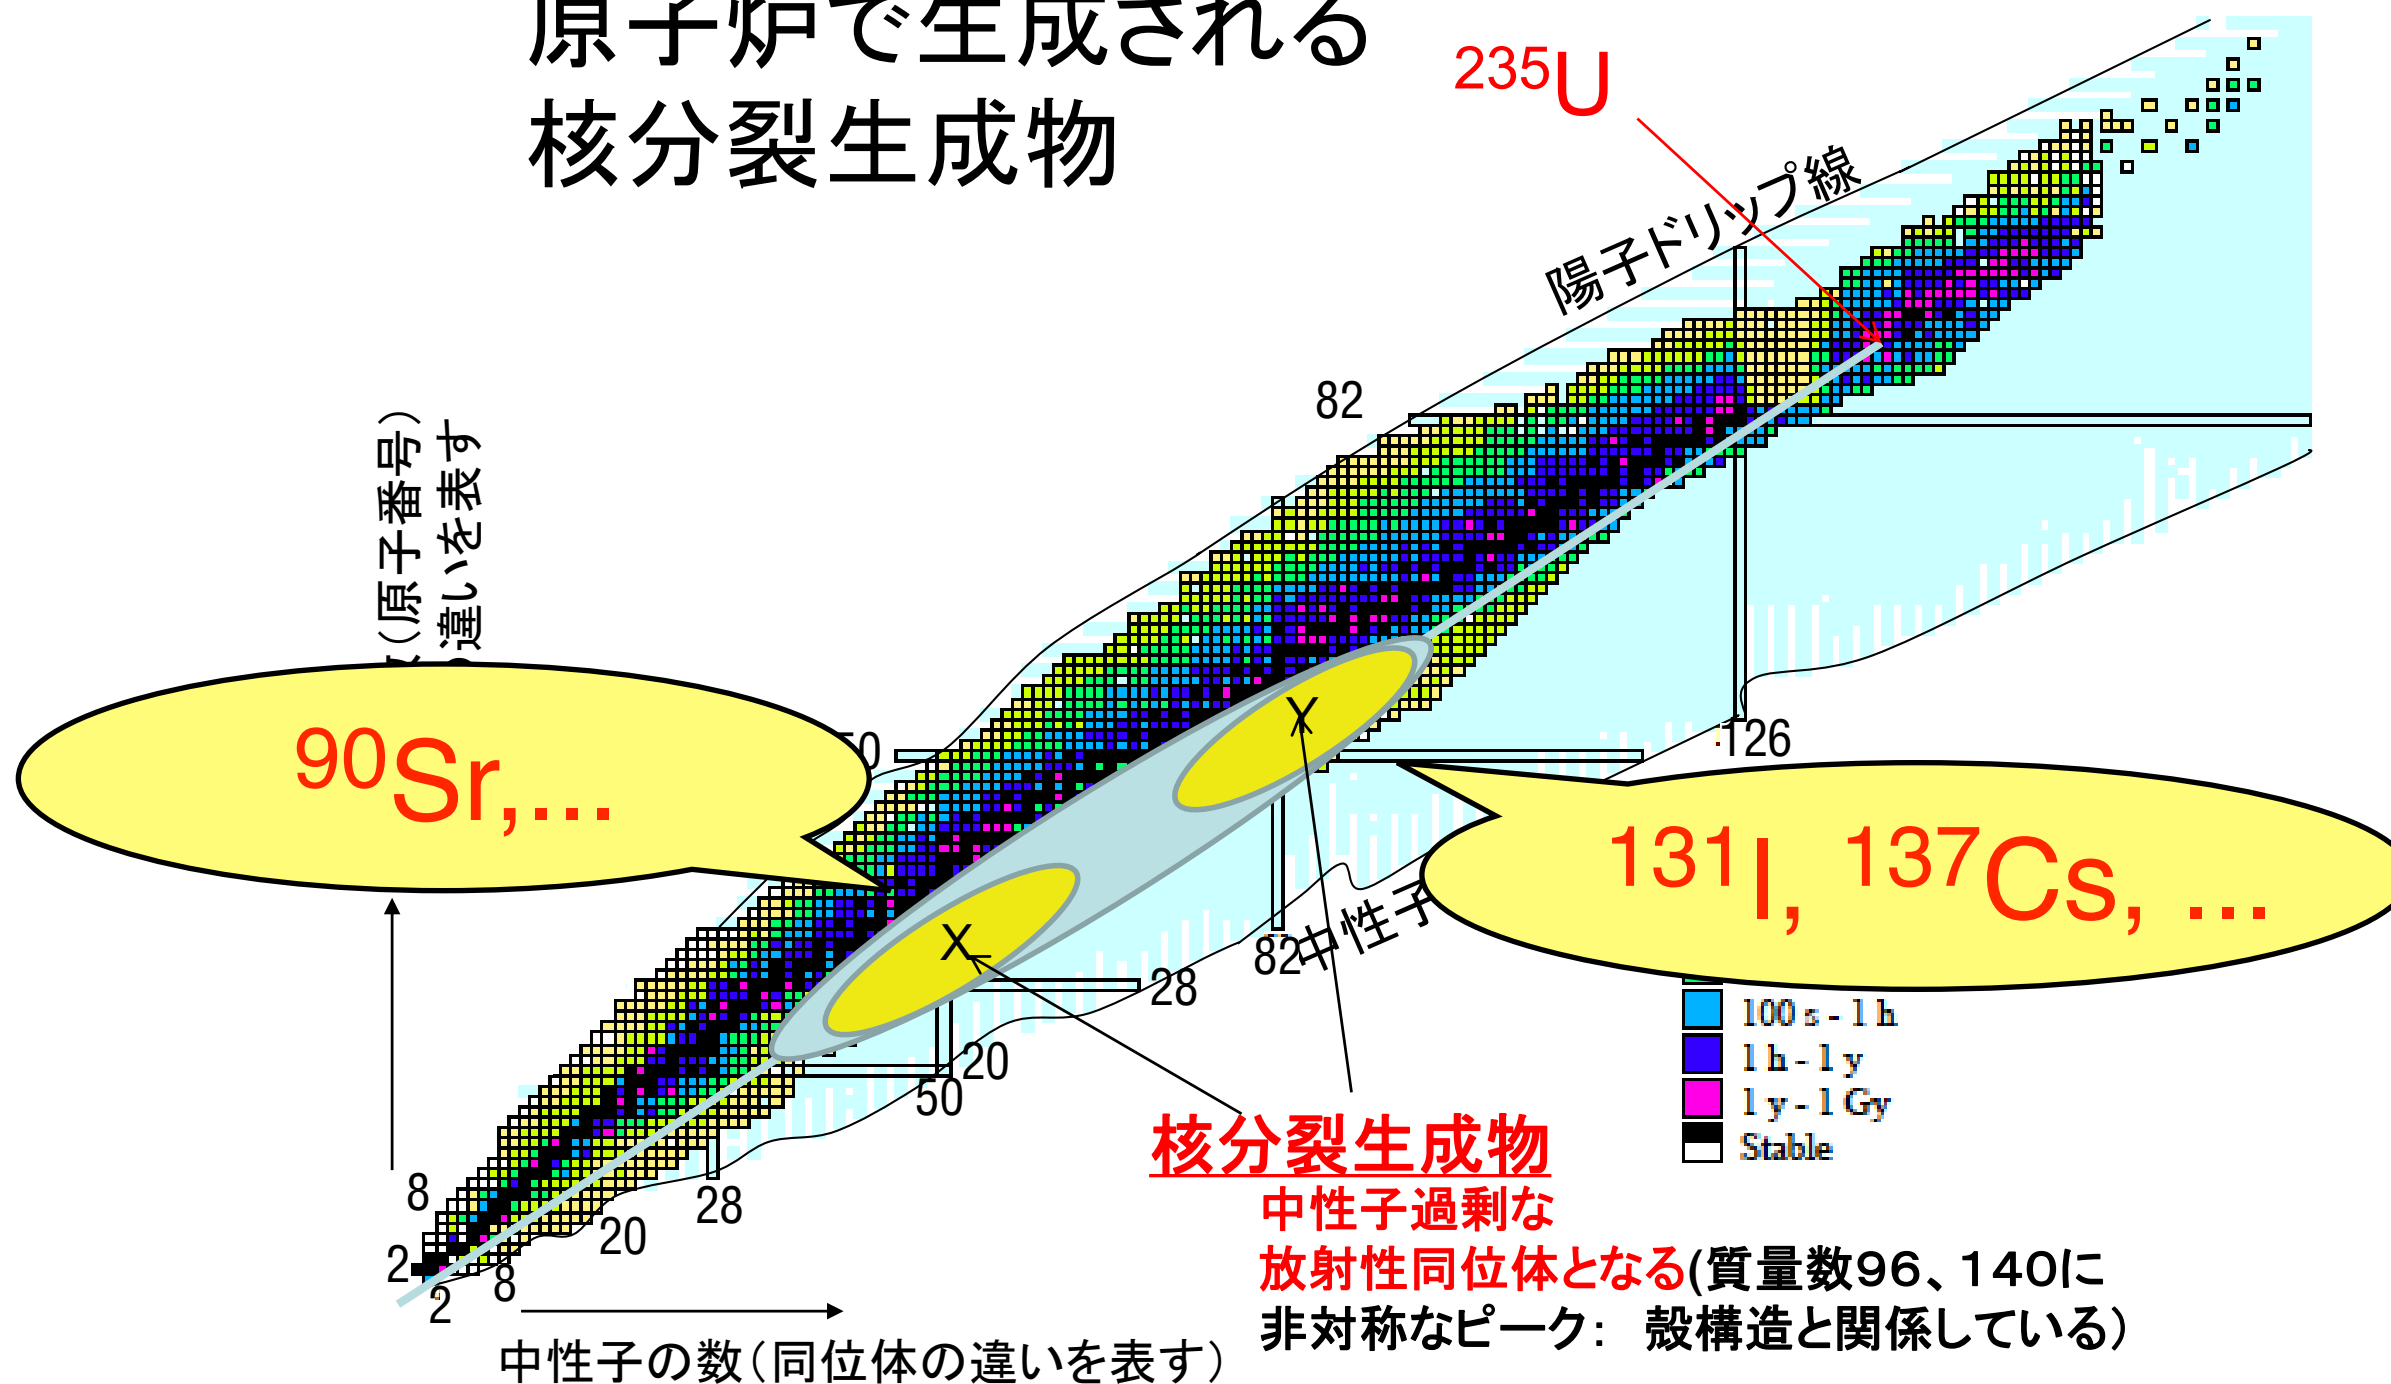 原子炉で生成される
核分裂生成物
235U
陽子ドリップ線
82
(原子番号)
違いを表す
90Sr,...
50
126
131I, 137Cs, ...
中性子
82
28
20
50
100 s - 1 h
1 h - 1 y
1 y - 1 Gy
Stable
X
Y
核分裂生成物
中性子過剰な
放射性同位体となる(質量数96、140に
非対称なピーク: 殻構造と関係している)
8
28
20
2
8
2
中性子の数(同位体の違いを表す)